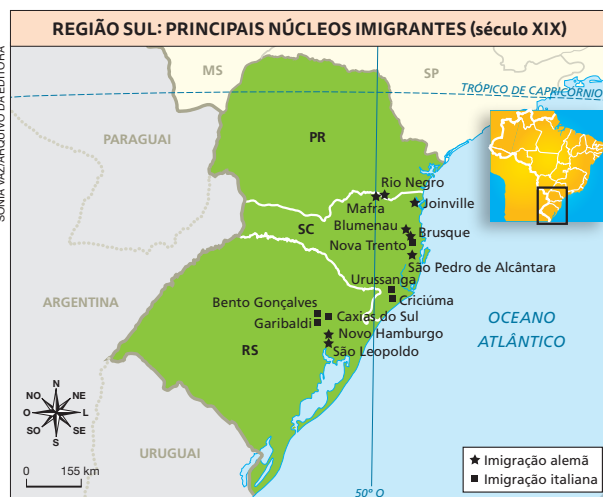 REGIÃO SUL: PRINCIPAIS NÚCLEOS IMIGRANTES (século XIX)
SONIA VAZ/ARQUIVO DA EDITORA
MS
SP
TRÓPICO DE CAPRICÓRNIO
PARAGUAI
PR
Rio Negro
Mafra
Joinville
Blumenau
SC
Brusque
Nova Trento
São Pedro de Alcântara
Urussanga
Criciúma
ARGENTINA
Bento Gonçalves
Caxias do Sul
Garibaldi
Novo Hamburgo
RS
São Leopoldo
OCEANO
ATLÂNTICO
N
NO
NE
O
L
SO
SE
S
URUGUAI
0 155 km
50º O
Imigração alemã
Imigração italiana